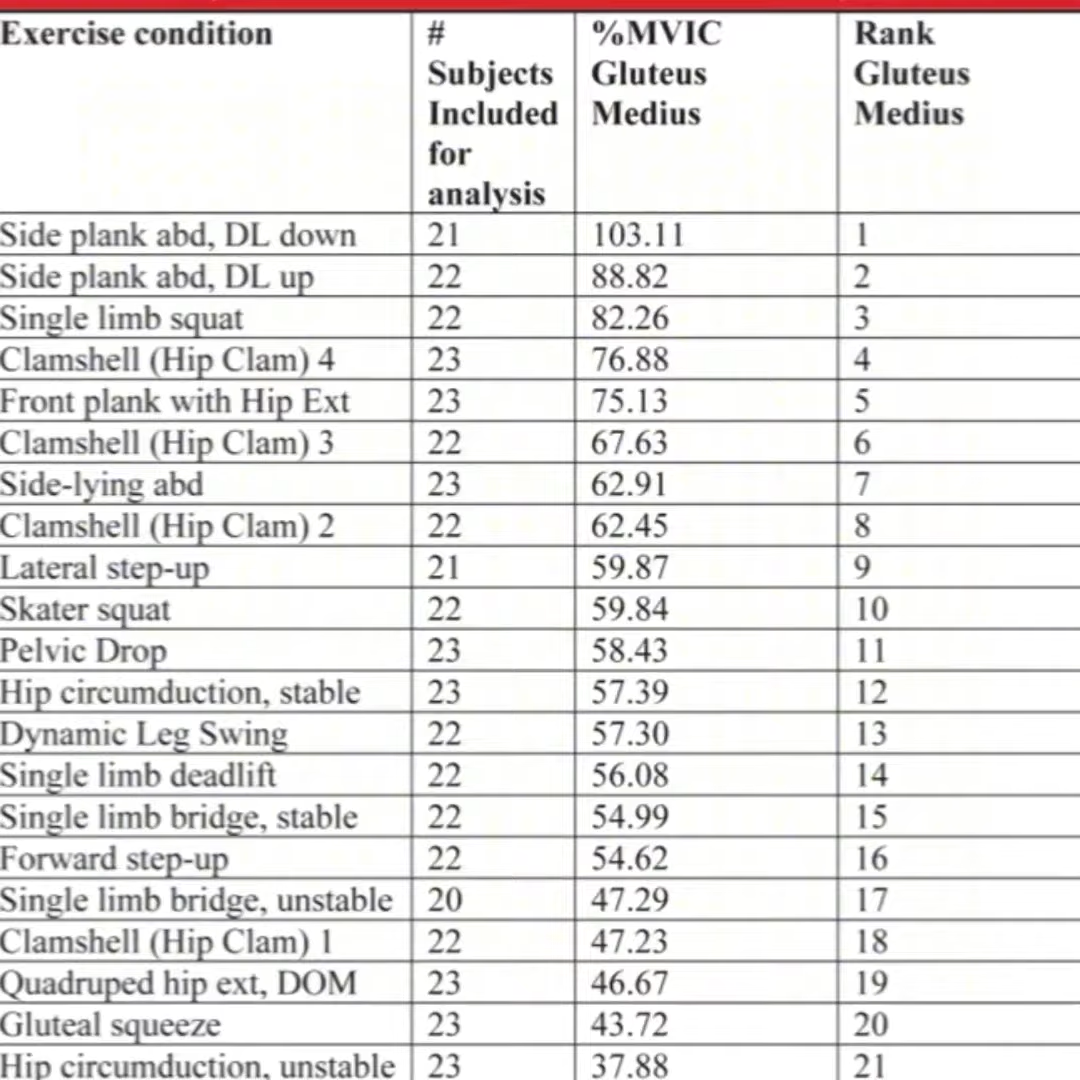 Exercise condition | # Subjects Included for analysis | %MVIC Gluteus Medius | Rank Gluteus Medius
Side plank abd, DL down | 21 | 103.11 | 1
Side plank abd, DL up | 22 | 88.82 | 2
Single limb squat | 22 | 82.26 | 3
Clamshell (Hip Clam) 4 | 23 | 76.88 | 4
Front plank with Hip Ext | 23 | 75.13 | 5
Clamshell (Hip Clam) 3 | 22 | 67.63 | 6
Side-lying abd | 23 | 62.91 | 7
Clamshell (Hip Clam) 2 | 22 | 62.45 | 8
Lateral step-up | 21 | 59.87 | 9
Skater squat | 22 | 59.84 | 10
Pelvic Drop | 23 | 58.43 | 11
Hip circumduction, stable | 23 | 57.39 | 12
Dynamic Leg Swing | 22 | 57.30 | 13
Single limb deadlift | 22 | 56.08 | 14
Single limb bridge, stable | 22 | 54.99 | 15
Forward step-up | 22 | 54.62 | 16
Single limb bridge, unstable | 20 | 47.29 | 17
Clamshell (Hip Clam) 1 | 22 | 47.23 | 18
Quadruped hip ext, DOM | 23 | 46.67 | 19
Gluteal squeeze | 23 | 43.72 | 20
Hip circumduction, unstable | 23 | 37.88 | 21